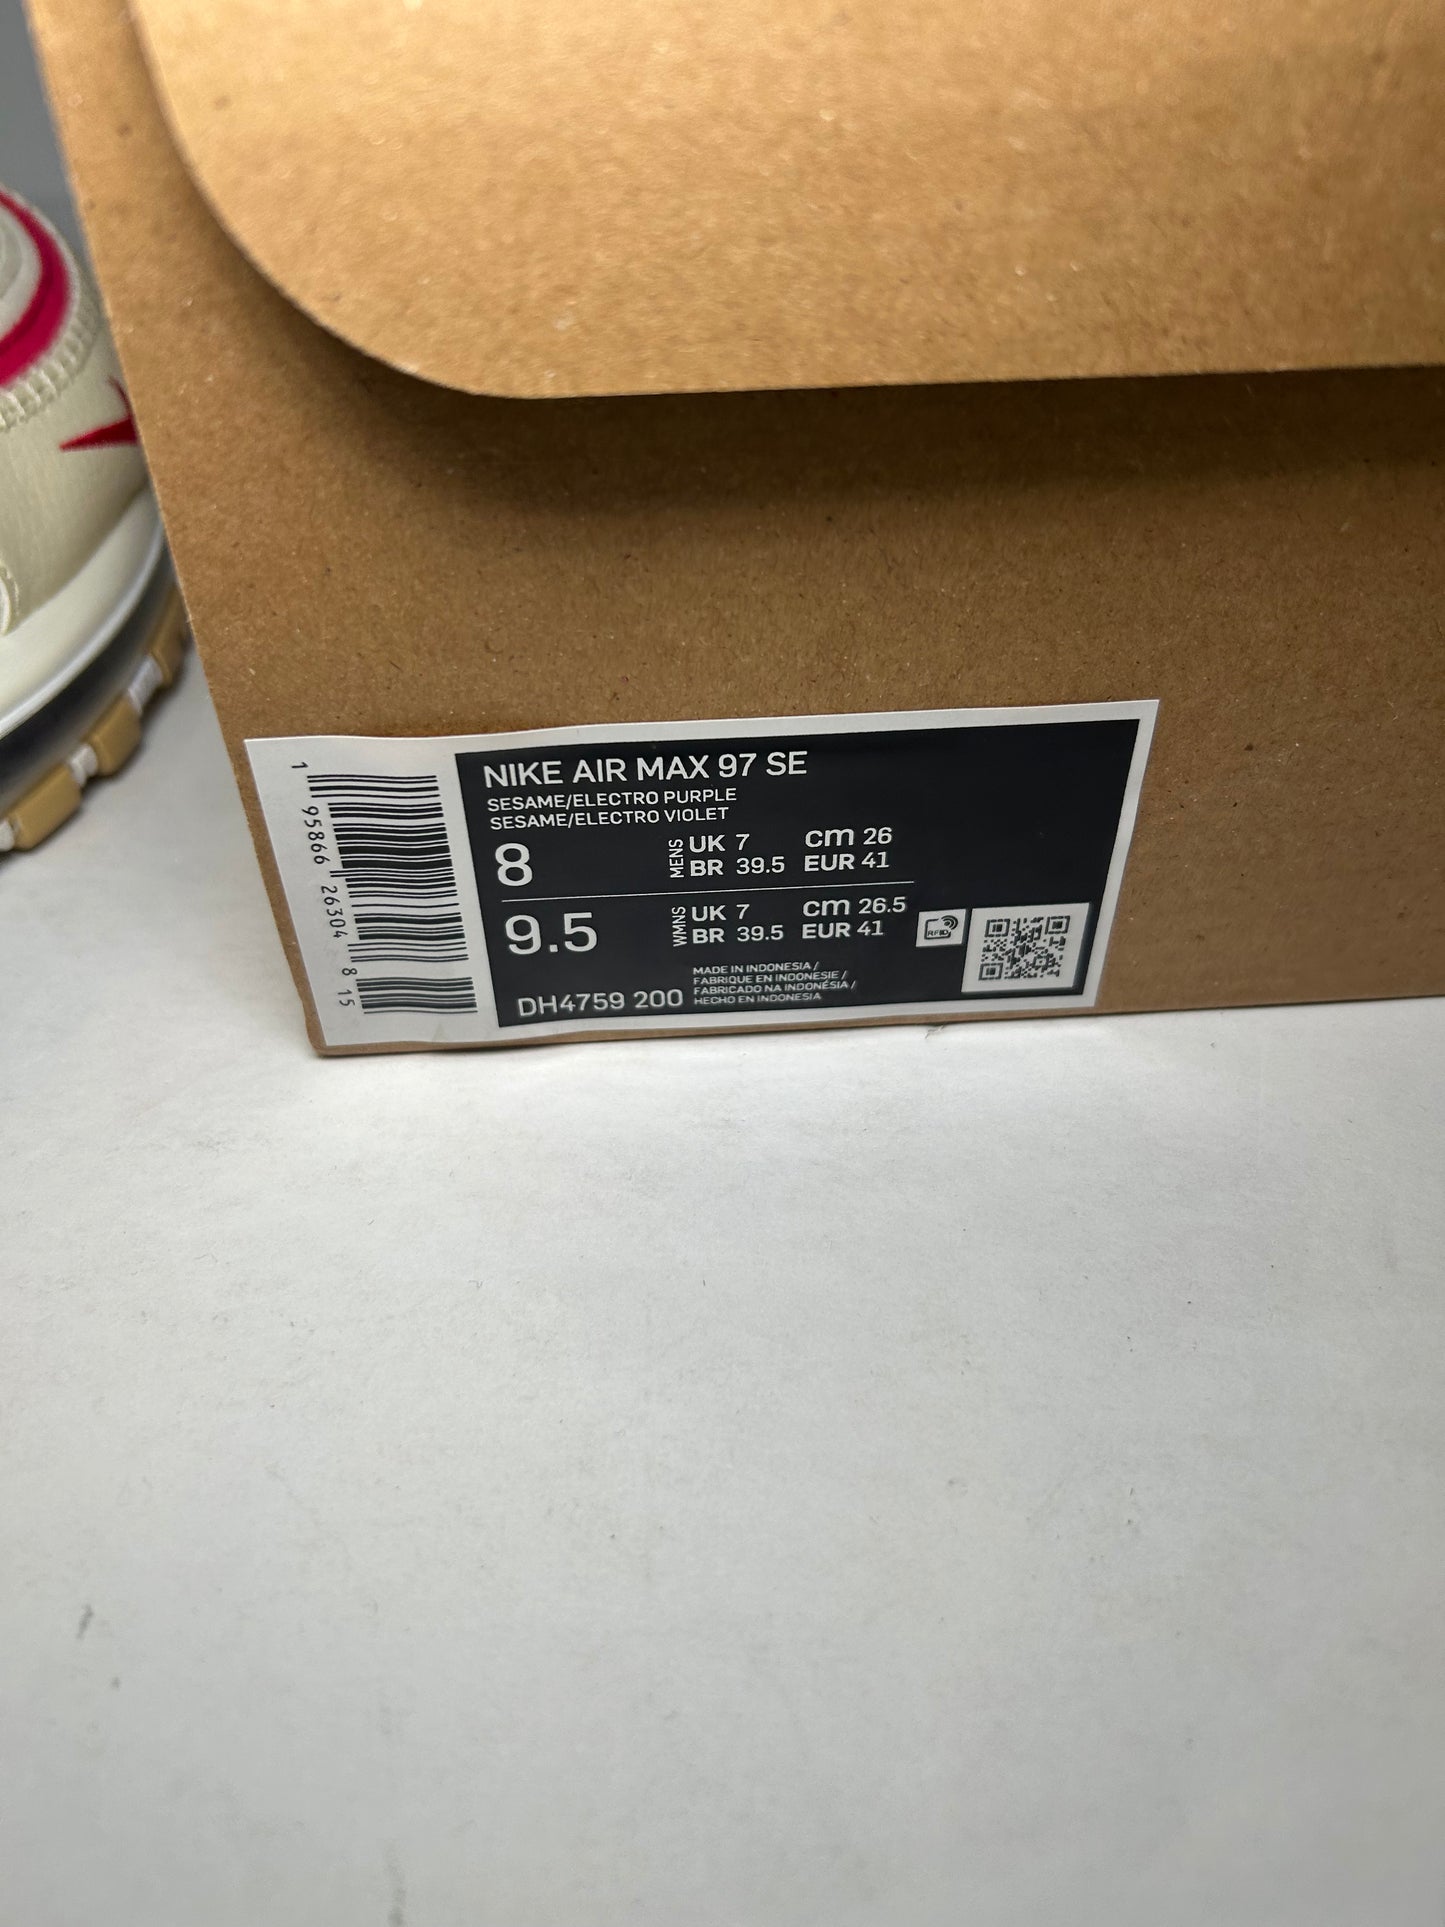 NIKE AIR MAX 97 SE
SESAME/ELECTRO PURPLE
SESAME/ELECTRO VIOLET
8
MENS
UK 7 cm 26
BR 39.5 EUR 41
9.5
WMNS
UK 7 cm 26.5
BR 39.5 EUR 41
RFID
DH4759 200
MADE IN INDONESIA /
FABRIQUE EN INDONESIE /
FABRICADO NA INDONÉSIA /
HECHO EN INDONESIA
1 95866 26304 8 15